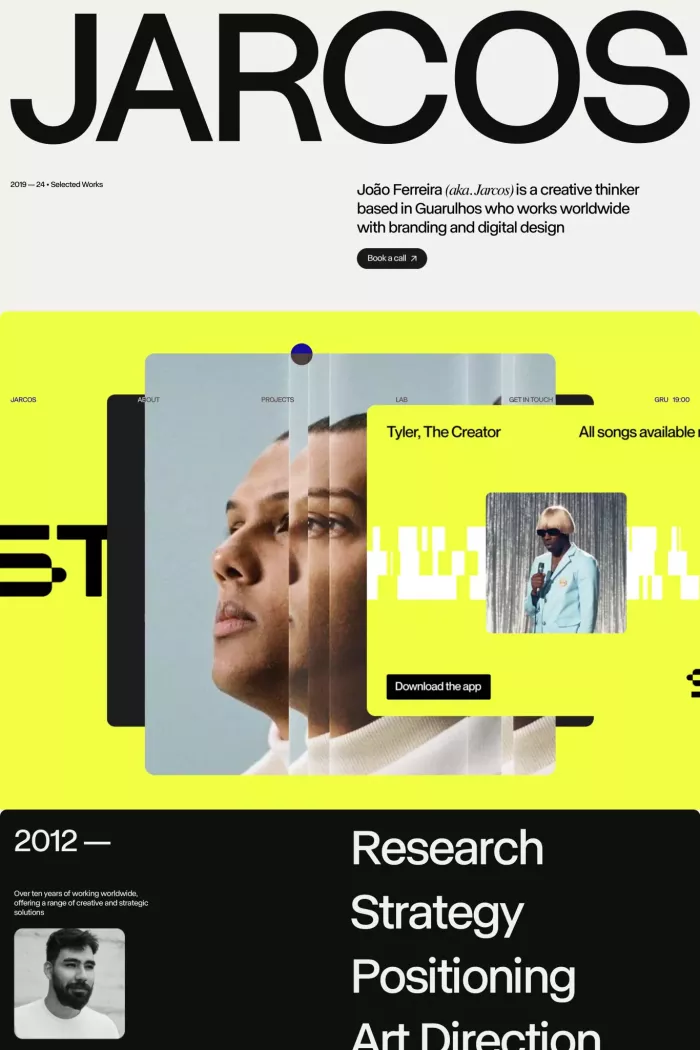 JARCOS
2019 — 24 • Selected Works
João Ferreira (aka. Jarcos) is a creative thinker
based in Guarulhos who works worldwide
with branding and digital design
Book a call ↗
JARCOS
ABOUT
PROJECTS
LAB
GET IN TOUCH
GRU 19:00
Tyler, The Creator
All songs available
ST
Download the app
2012 —
Over ten years of working worldwide,
offering a range of creative and strategic
solutions
Research
Strategy
Positioning
Art Direction